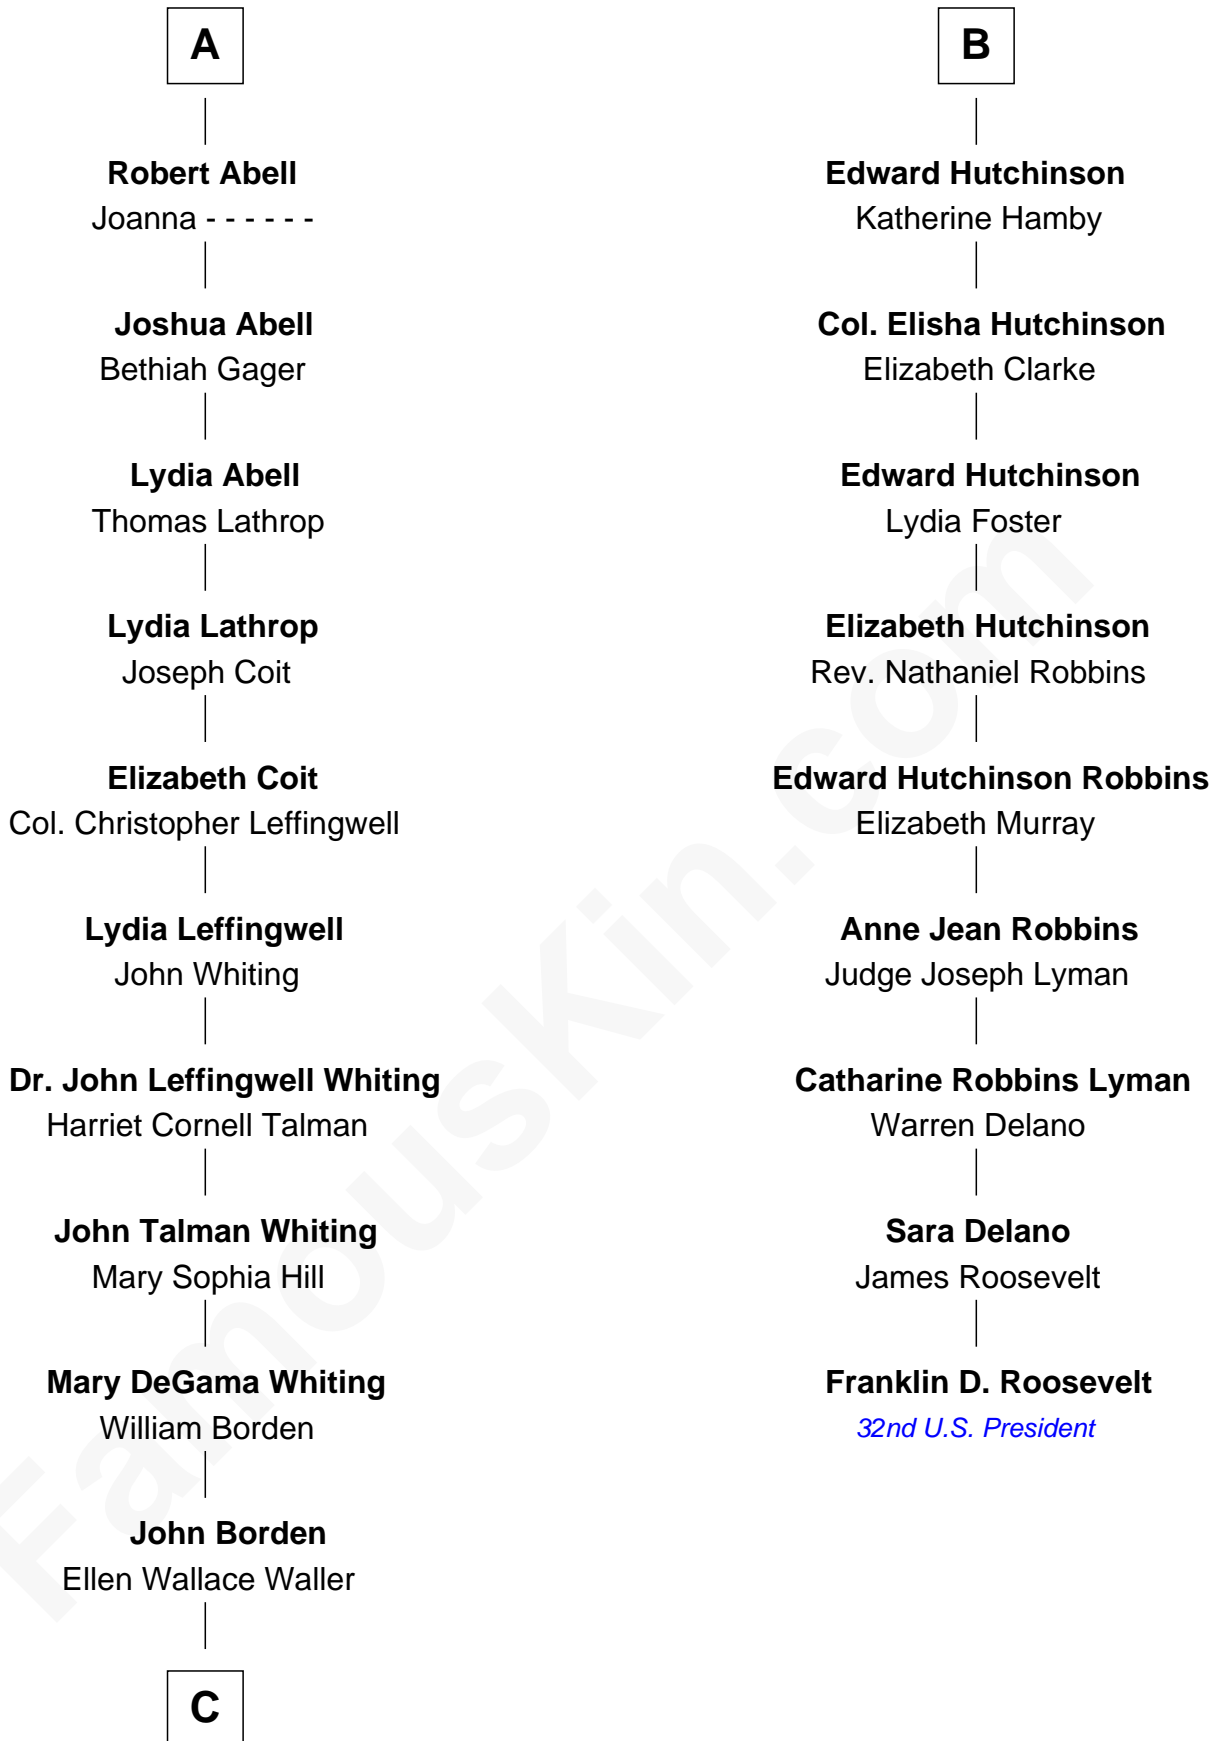 A
Robert Abell
Joanna - - - - - -
Joshua Abell
Bethiah Gager
Lydia Abell
Thomas Lathrop
Lydia Lathrop
Joseph Coit
Elizabeth Coit
Col. Christopher Leffingwell
Lydia Leffingwell
John Whiting
Dr. John Leffingwell Whiting
Harriet Cornell Talman
John Talman Whiting
Mary Sophia Hill
Mary DeGama Whiting
William Borden
John Borden
Ellen Wallace Waller
C
B
Edward Hutchinson
Katherine Hamby
Col. Elisha Hutchinson
Elizabeth Clarke
Edward Hutchinson
Lydia Foster
Elizabeth Hutchinson
Rev. Nathaniel Robbins
Edward Hutchinson Robbins
Elizabeth Murray
Anne Jean Robbins
Judge Joseph Lyman
Catharine Robbins Lyman
Warren Delano
Sara Delano
James Roosevelt
Franklin D. Roosevelt
32nd U.S. President
FamousKin.com